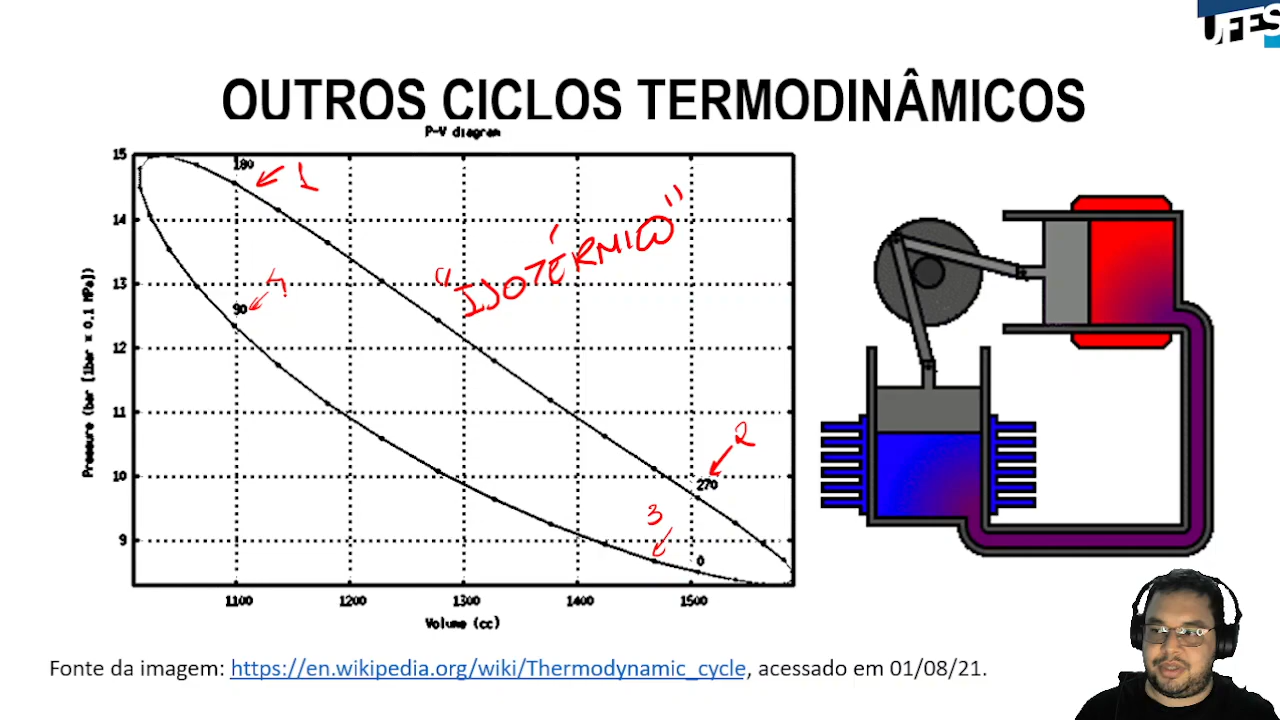 UFES
OUTROS CICLOS TERMODINÂMICOS
P-V diagram
Pressure (bar [1bar = 0.1 MPa])
15
14
13
12
11
10
9
180
1
"ISOTÉRMICO"
4
90
2
270
3
0
1100
1200
1300
1400
1500
Volume (cc)
Fonte da imagem: https://en.wikipedia.org/wiki/Thermodynamic_cycle, acessado em 01/08/21.